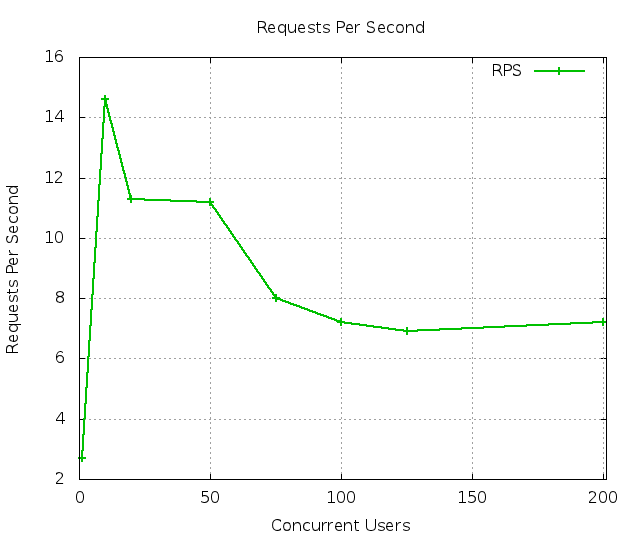 Requests Per Second
16
RPS
14
12
10
8
6
4
2
Requests Per Second
0 50 100 150 200
Concurrent Users